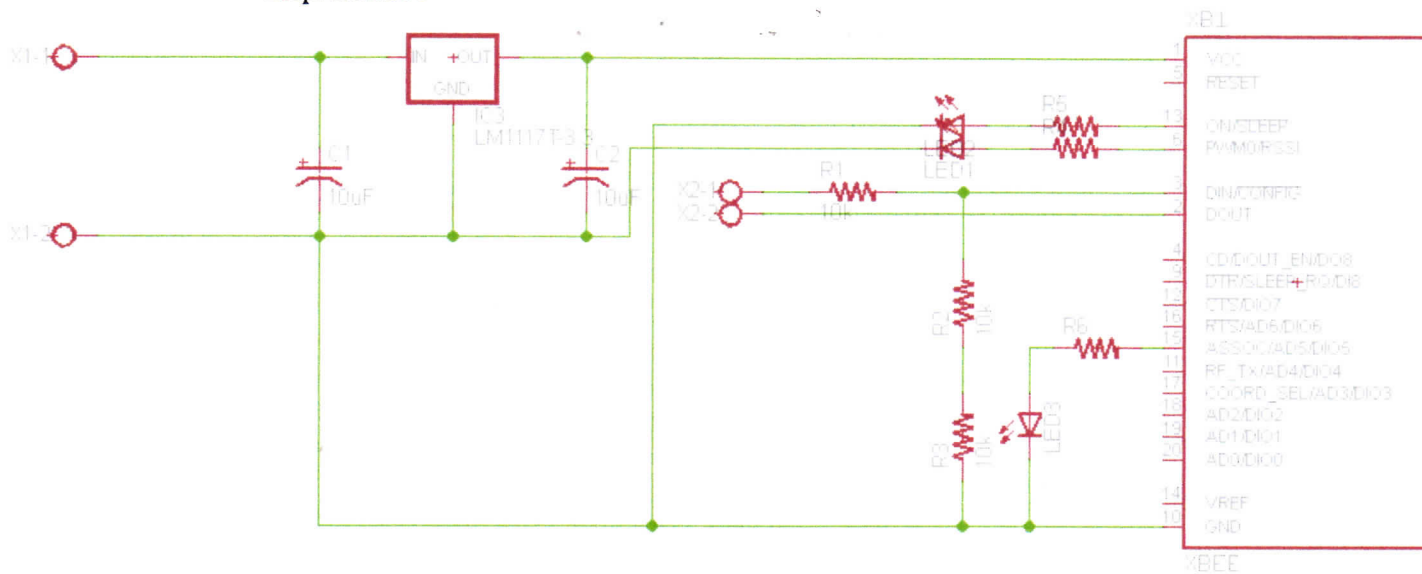 XB1
X1-1
IN
OUT
GND
IC3
LM1117T-3.3
C1
10uF
C2
10uF
1
VCC
5
RESET
R5
13
ON/SLEEP
6
PWM0/RSSI
LED2
LED1
X2-1
R1
10k
3
DIN/CONFIG
X2-2
2
DOUT
X1-2
4
CD/DOUT_EN/DO8
9
DTR/SLEEP_RQ/DI8
12
CTS/DIO7
16
RTS/AD6/DIO6
R2
10k
R6
15
ASSOC/AD5/DIO5
11
RF_TX/AD4/DIO4
17
COORD_SEL/AD3/DIO3
18
AD2/DIO2
R3
10k
LED3
19
AD1/DIO1
20
AD0/DIO0
14
VREF
10
GND
XBEE